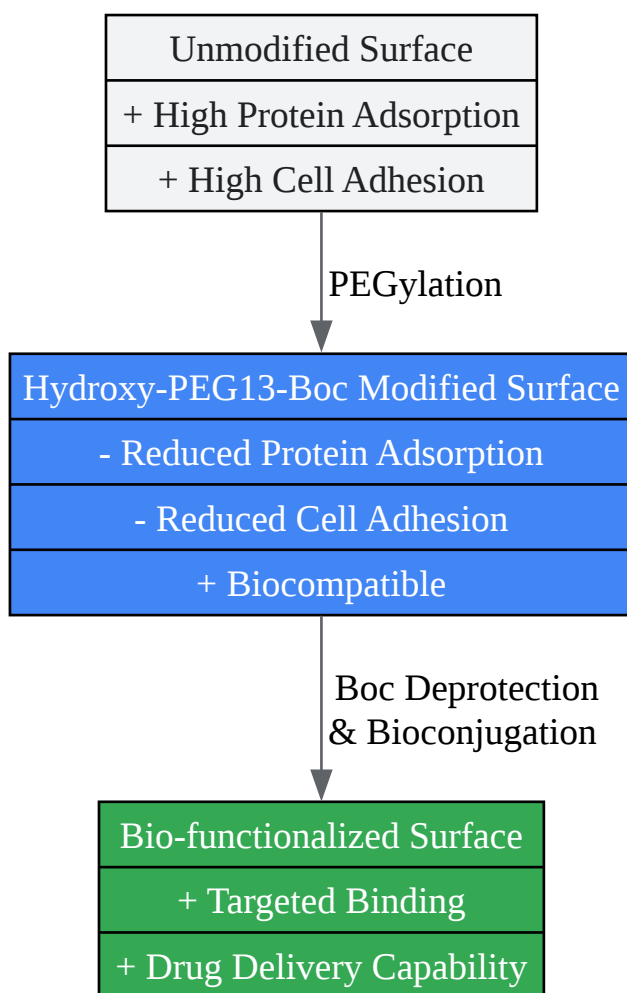 Unmodified Surface
+ High Protein Adsorption
+ High Cell Adhesion
PEGylation
Hydroxy-PEG13-Boc Modified Surface
- Reduced Protein Adsorption
- Reduced Cell Adhesion
+ Biocompatible
Boc Deprotection
& Bioconjugation
Bio-functionalized Surface
+ Targeted Binding
+ Drug Delivery Capability